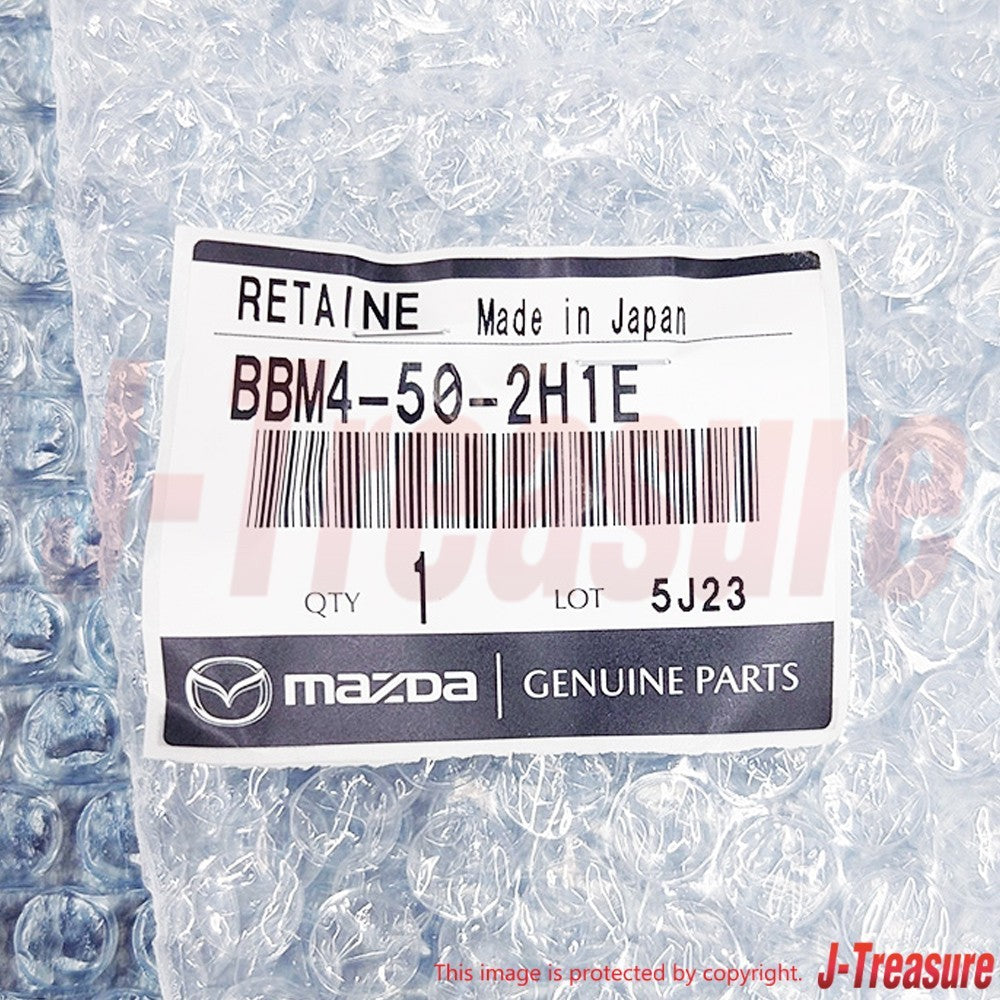 RETAINE Made in Japan
BBM4-50-2H1E
QTY 1 LOT 5J23
mazda GENUINE PARTS
J-Treasure
This image is protected by copyright. J-Treasure